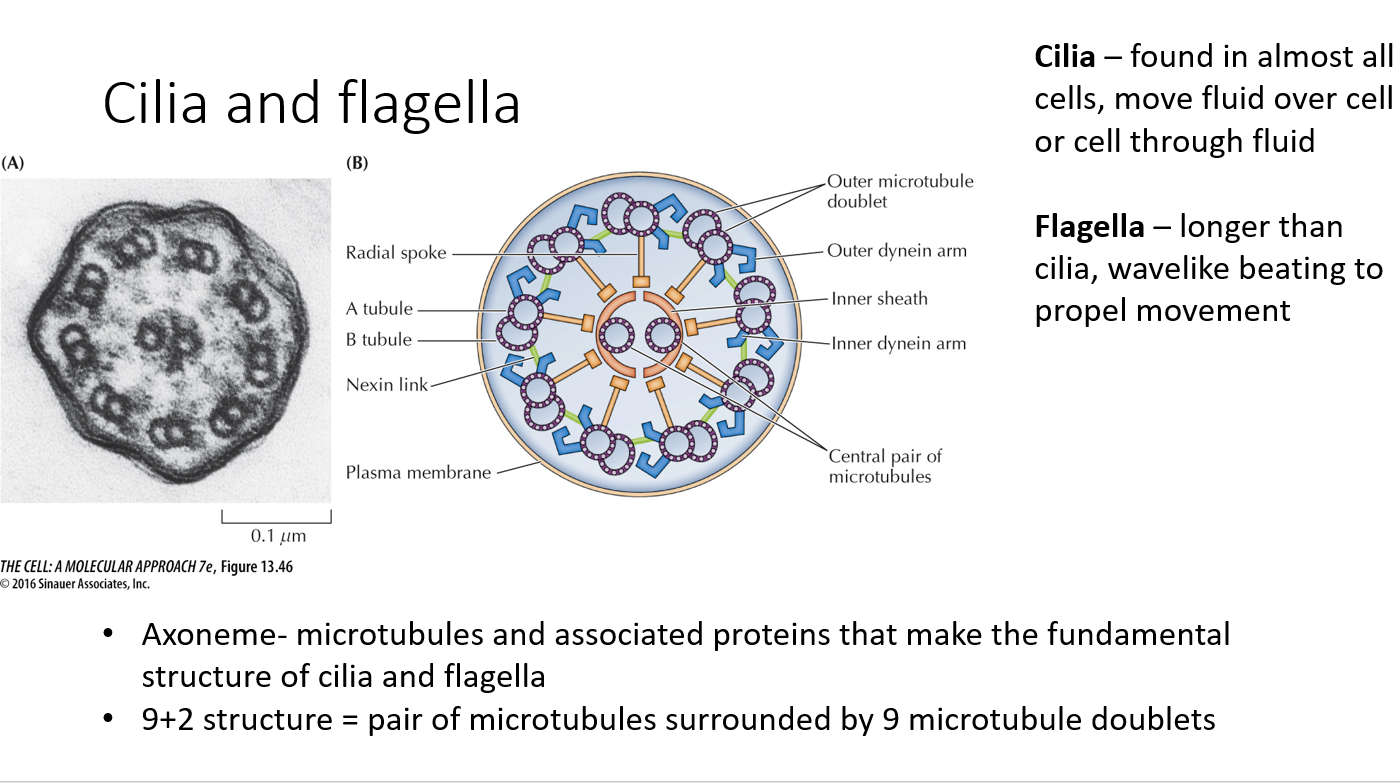 Cilia and flagella
Cilia – found in almost all
cells, move fluid over cell
or cell through fluid
Flagella – longer than
cilia, wavelike beating to
propel movement
(A)
0.1 μm
(B)
Radial spoke
A tubule
B tubule
Nexin link
Plasma membrane
Outer microtubule
doublet
Outer dynein arm
Inner sheath
Inner dynein arm
Central pair of
microtubules
THE CELL: A MOLECULAR APPROACH 7e, Figure 13.46
© 2016 Sinauer Associates, Inc.
• Axoneme- microtubules and associated proteins that make the fundamental
structure of cilia and flagella
• 9+2 structure = pair of microtubules surrounded by 9 microtubule doublets